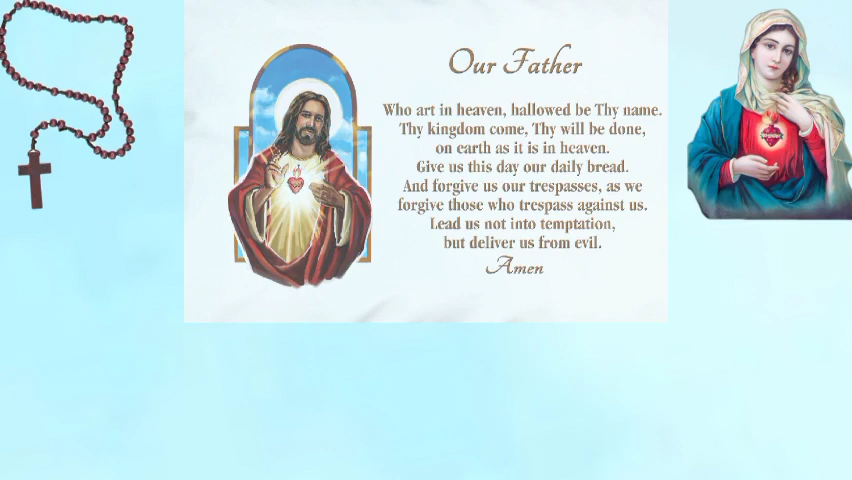 Our Father
Who art in heaven, hallowed be Thy name.
Thy kingdom come, Thy will be done,
on earth as it is in heaven.
Give us this day our daily bread.
And forgive us our trespasses, as we
forgive those who trespass against us.
Lead us not into temptation,
but deliver us from evil.
Amen